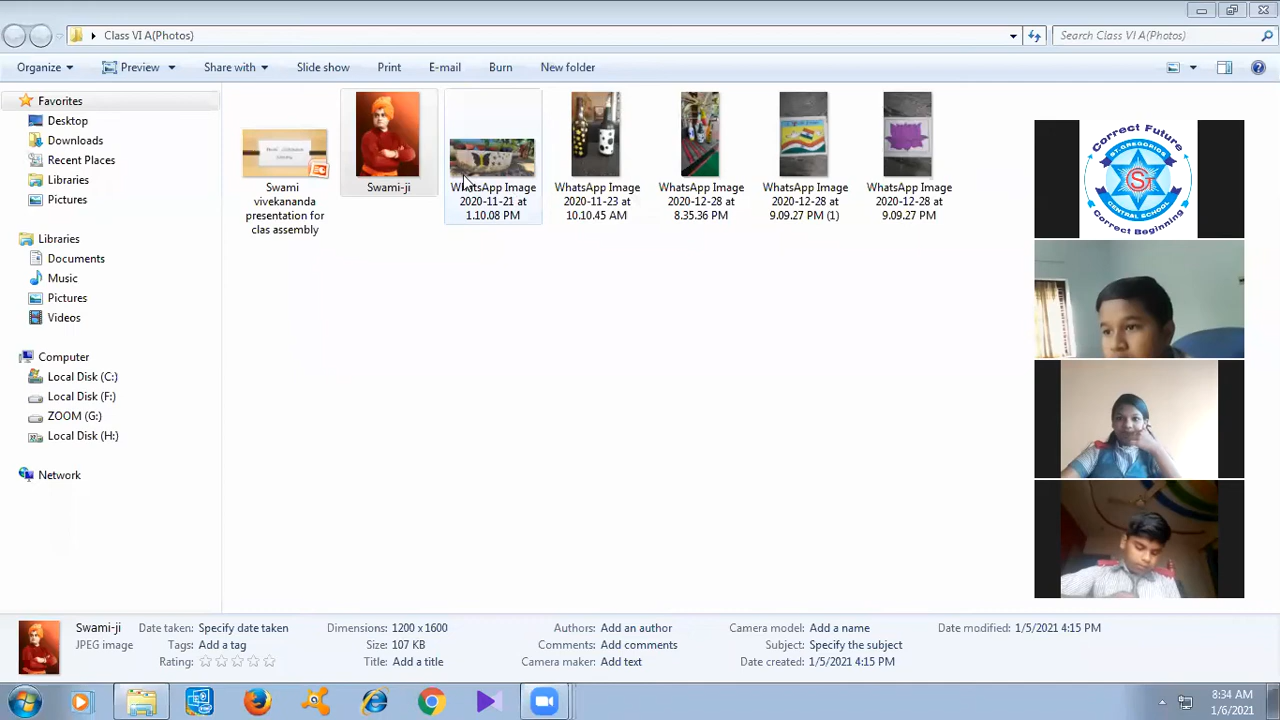 Class VI A(Photos)
Search Class VI A(Photos)
Organize Preview Share with Slide show Print E-mail Burn New folder
Favorites
Desktop
Downloads
Recent Places
Libraries
Pictures
Libraries
Documents
Music
Pictures
Videos
Computer
Local Disk (C:)
Local Disk (F:)
ZOOM (G:)
Local Disk (H:)
Network
Swami
vivekananda
presentation for
clas assembly
Swami-ji
WhatsApp Image
2020-11-21 at
1.10.08 PM
WhatsApp Image
2020-11-23 at
10.10.45 AM
WhatsApp Image
2020-12-28 at
8.35.36 PM
WhatsApp Image
2020-12-28 at
9.09.27 PM (1)
WhatsApp Image
2020-12-28 at
9.09.27 PM
Correct Future
ST.GREGORIOS
S
CENTRAL SCHOOL
Correct Beginning
Swami-ji Date taken: Specify date taken Dimensions: 1200 x 1600 Authors: Add an author Camera model: Add a name Date modified: 1/5/2021 4:15 PM
JPEG image Tags: Add a tag Size: 107 KB Comments: Add comments Subject: Specify the subject
Rating: Title: Add a title Camera maker: Add text Date created: 1/5/2021 4:15 PM
8:34 AM
1/6/2021